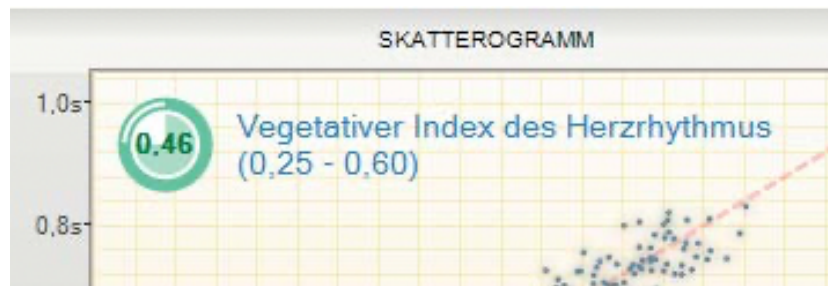 SKATTEROGRAMM
1,0s
0,46
Vegetativer Index des Herzrhythmus
(0,25 - 0,60)
0,8s